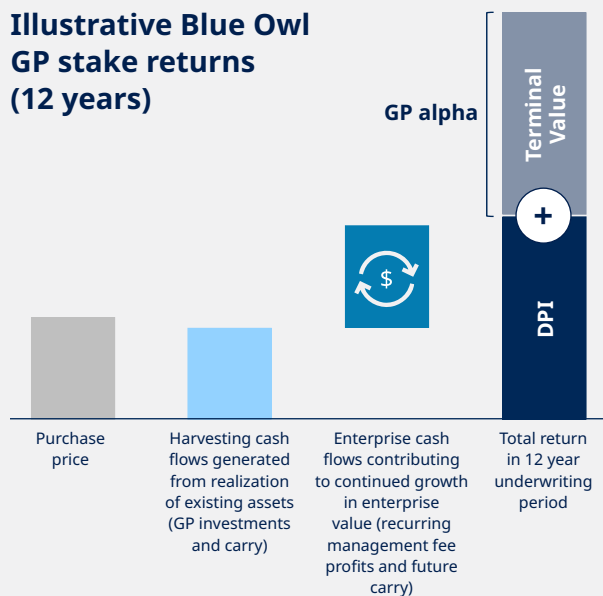 Illustrative Blue Owl
GP stake returns
(12 years)
GP alpha
Terminal
Value
+
DPI
$
Purchase
price
Harvesting cash
flows generated
from realization
of existing assets
(GP investments
and carry)
Enterprise cash
flows contributing
to continued growth
in enterprise
value (recurring
management fee
profits and future
carry)
Total return
in 12 year
underwriting
period